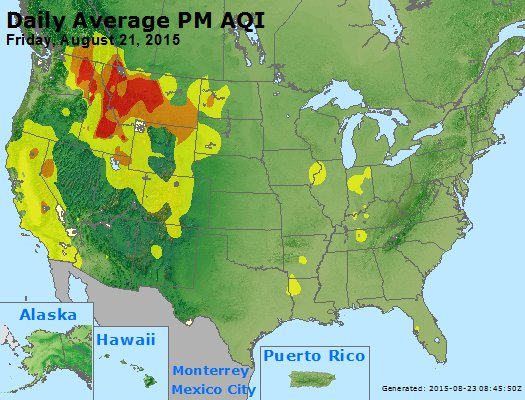 Daily Average PM AQI
Friday, August 21, 2015
Alaska
Hawaii
Monterrey
Mexico City
Puerto Rico
Generated: 2015-08-23 08:45:50Z